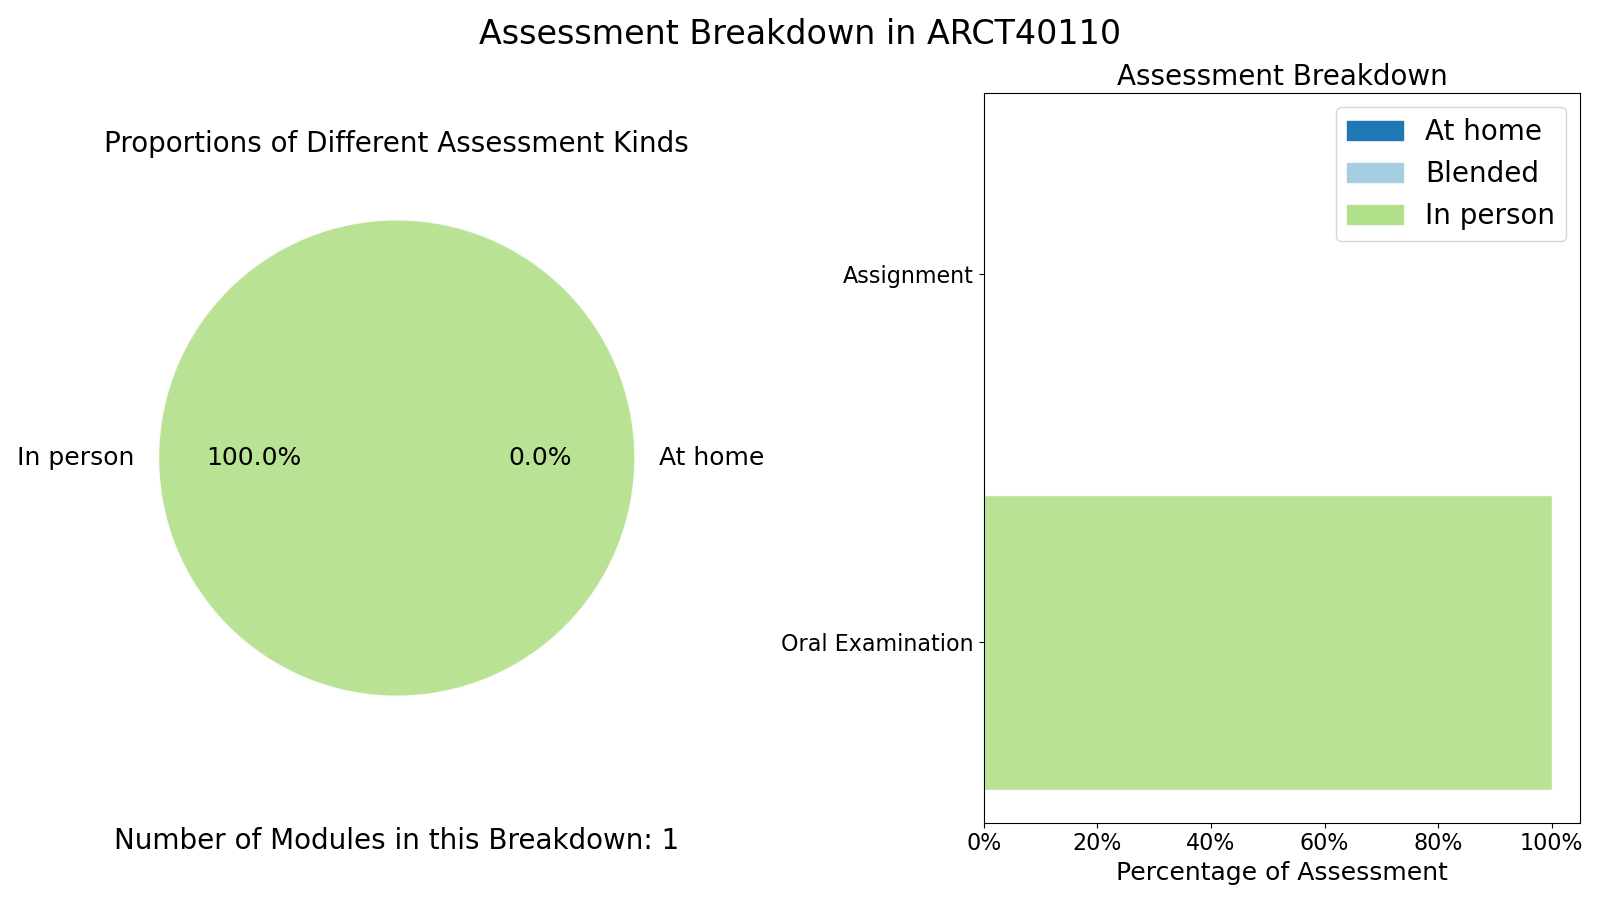 Assessment Breakdown in ARCT40110
Proportions of Different Assessment Kinds
In person
100.0%
0.0%
At home
Number of Modules in this Breakdown: 1
Assessment Breakdown
At home
Blended
In person
Assignment
Oral Examination
0%
20%
40%
60%
80%
100%
Percentage of Assessment